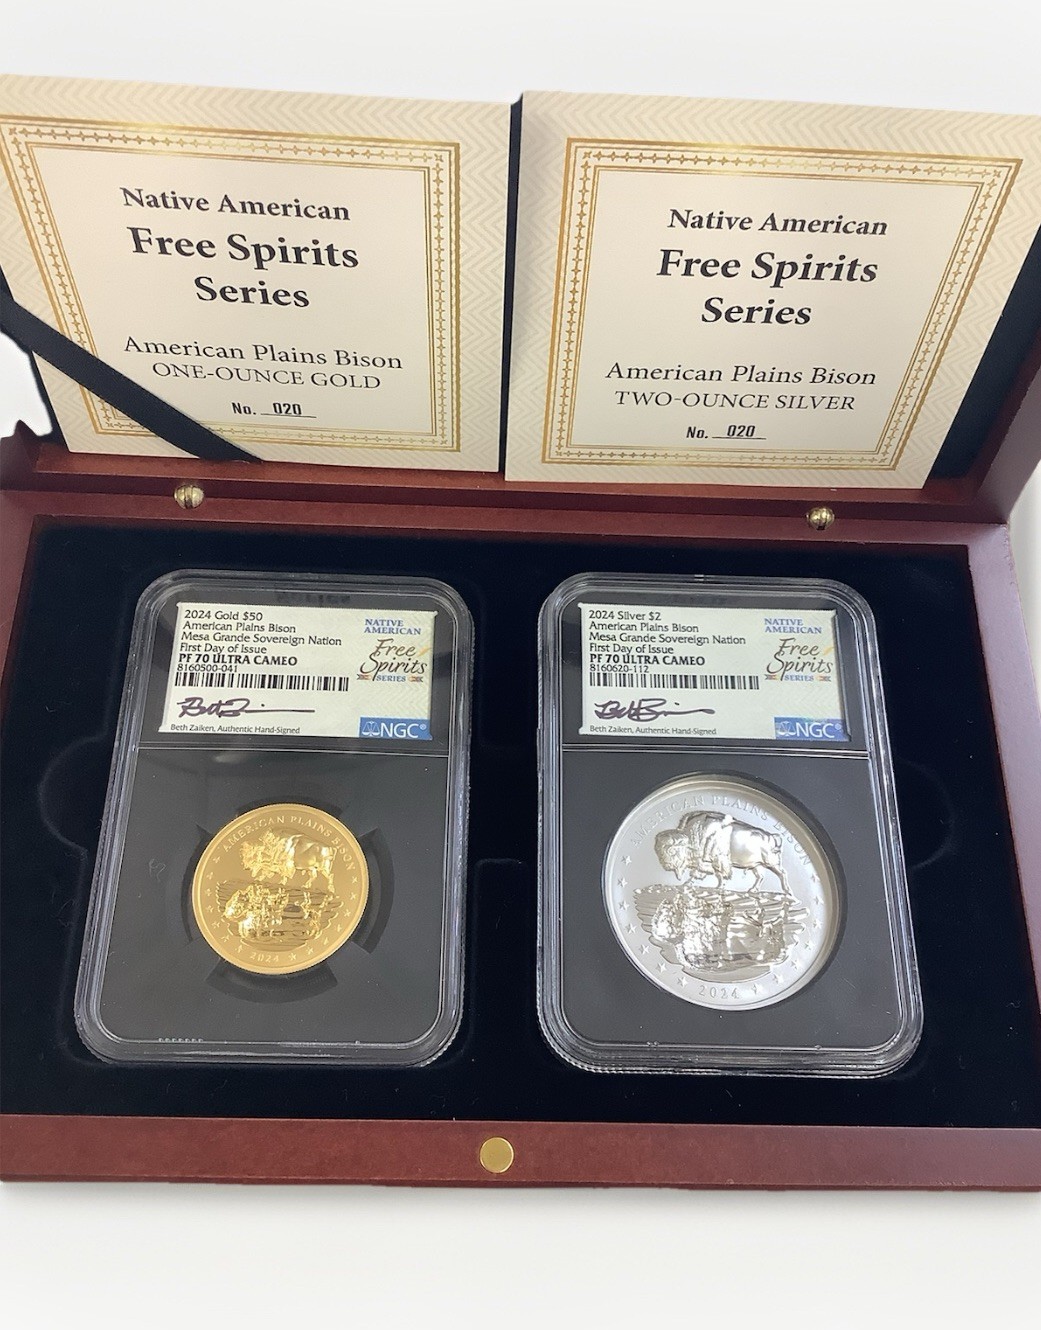 Native American
Free Spirits
Series
American Plains Bison
ONE-OUNCE GOLD
No. 020
Native American
Free Spirits
Series
American Plains Bison
TWO-OUNCE SILVER
No. 020
2024 Gold $50
American Plains Bison
Mesa Grande Sovereign Nation
First Day of Issue
PF 70 ULTRA CAMEO
8160500-041
NATIVE
AMERICAN
Free
Spirits
SERIES
Beth Zaiken, Authentic Hand-Signed
NGC®
2024 Silver $2
American Plains Bison
Mesa Grande Sovereign Nation
First Day of Issue
PF 70 ULTRA CAMEO
8160620-112
NATIVE
AMERICAN
Free
Spirits
SERIES
Beth Zaiken, Authentic Hand-Signed
NGC®
AMERICAN PLAINS BISON
2024
AMERICAN PLAINS BISON
2024